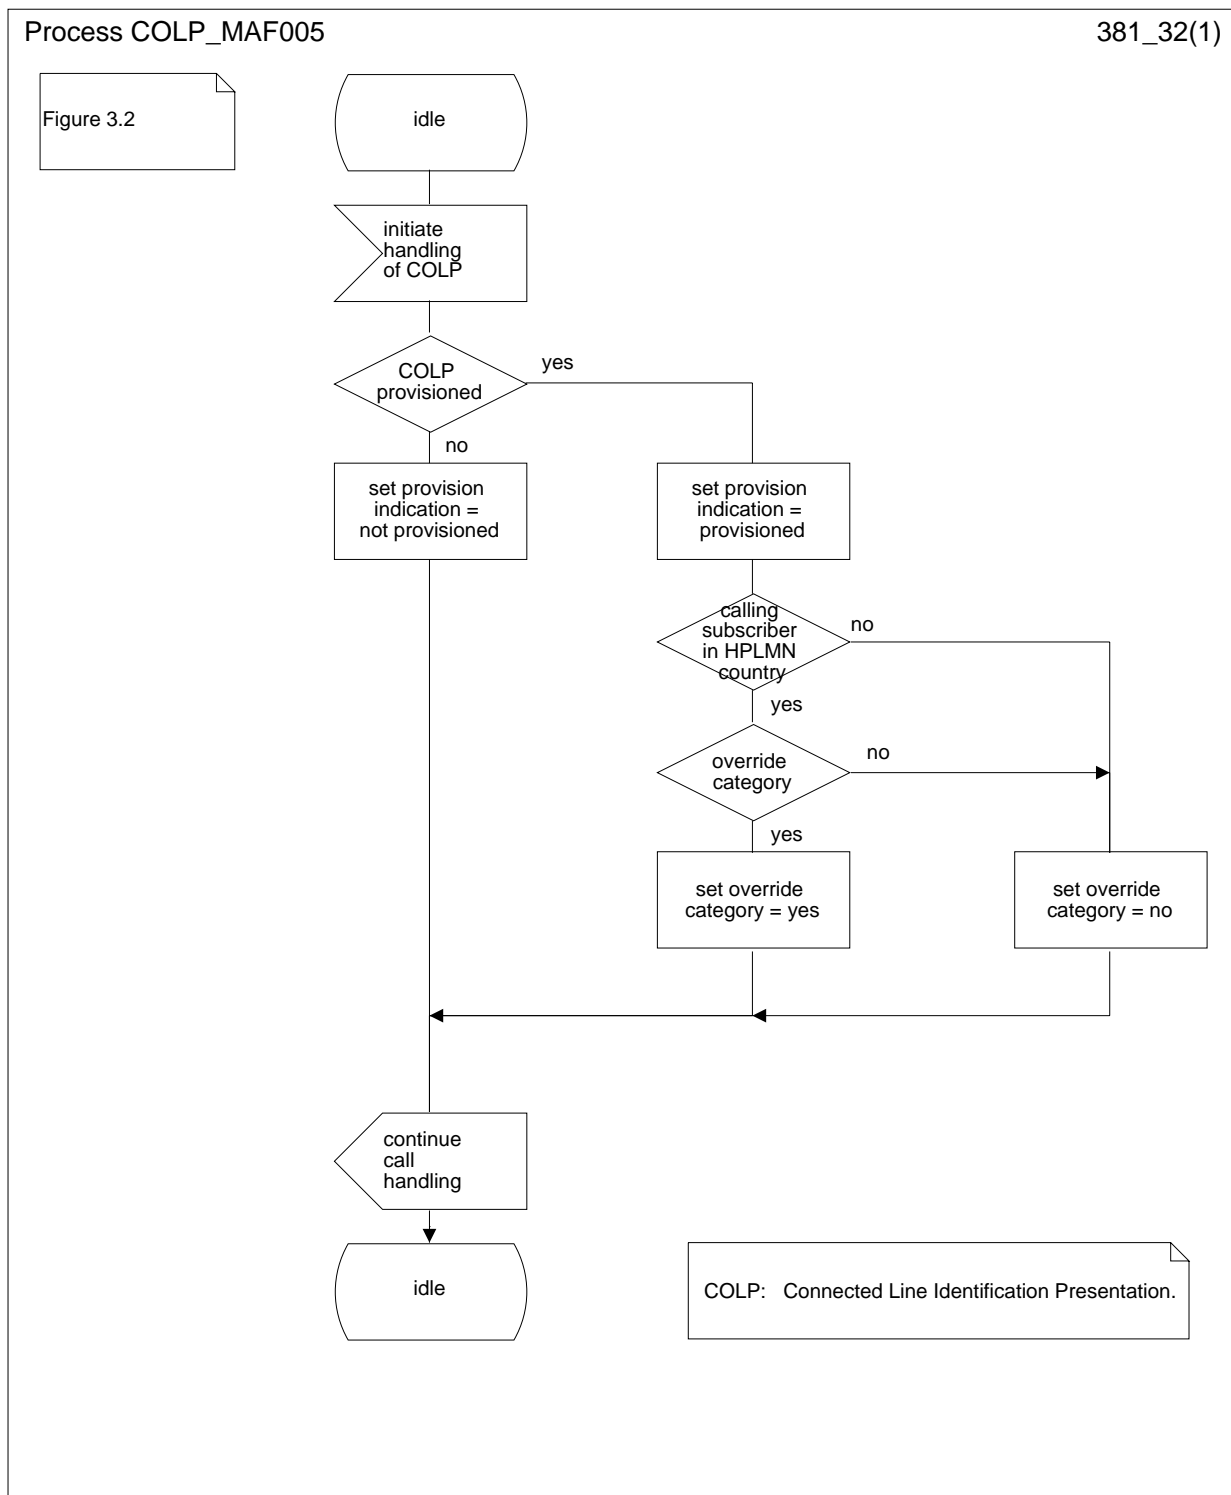 Process COLP_MAF005
381_32(1)
Figure 3.2
idle
initiate
handling
of COLP
COLP
provisioned
yes
no
set provision
indication =
not provisioned
set provision
indication =
provisioned
calling
subscriber
in HPLMN
country
no
yes
override
category
no
yes
set override
category = yes
set override
category = no
continue
call
handling
idle
COLP: Connected Line Identification Presentation.